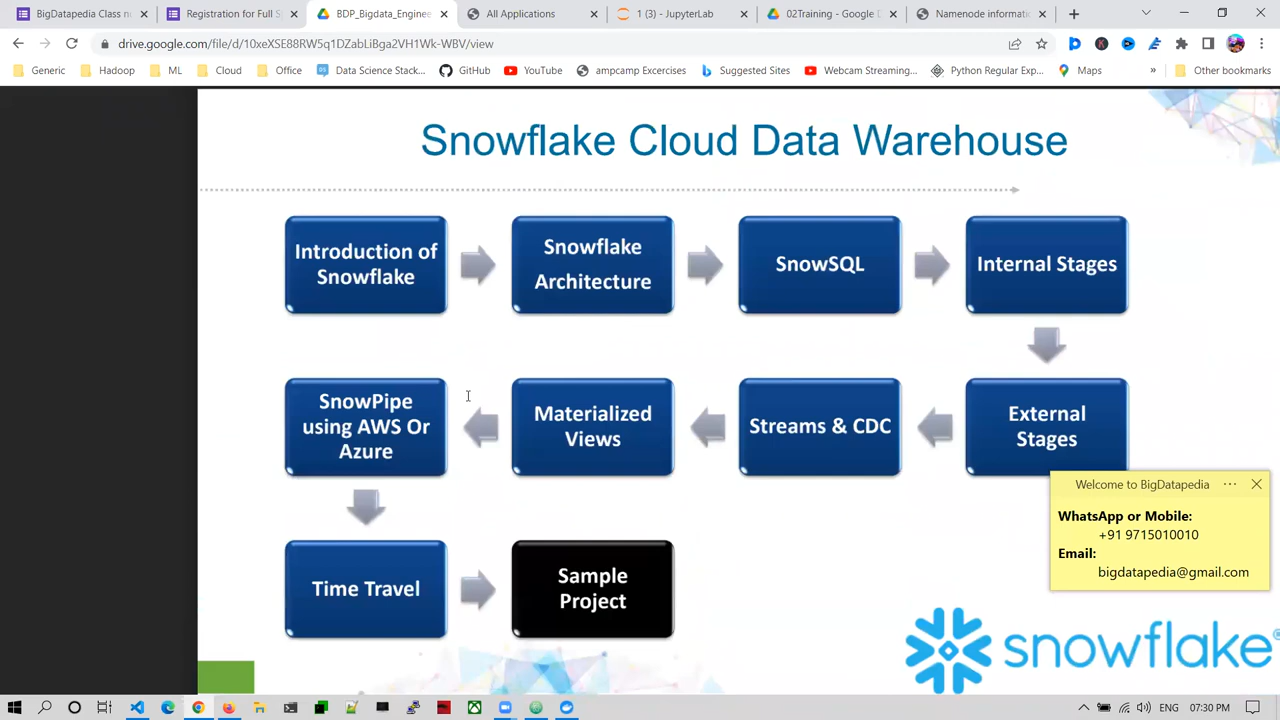 BigDatapedia Class n
Registration for Full S
BDP_Bigdata_Enginee
All Applications
1 (3) - JupyterLab
02Training - Google D
Namenode informati
drive.google.com/file/d/10xeXSE88RW5q1DZabLiBga2VH1Wk-WPV/view
Generic
Hadoop
ML
Cloud
Office
Data Science Stack...
GitHub
YouTube
ampcamp Excercises
Suggested Sites
Webcam Streaming...
Python Regular Exp...
Maps
»
Other bookmarks
Snowflake Cloud Data Warehouse
Introduction of
Snowflake
Snowflake
Architecture
SnowSQL
Internal Stages
SnowPipe
using AWS Or
Azure
Materialized
Views
Streams & CDC
External
Stages
Time Travel
Sample
Project
Welcome to BigDatapedia
WhatsApp or Mobile:
+91 9715010010
Email:
bigdatapedia@gmail.com
snowflake
ENG
07:30 PM